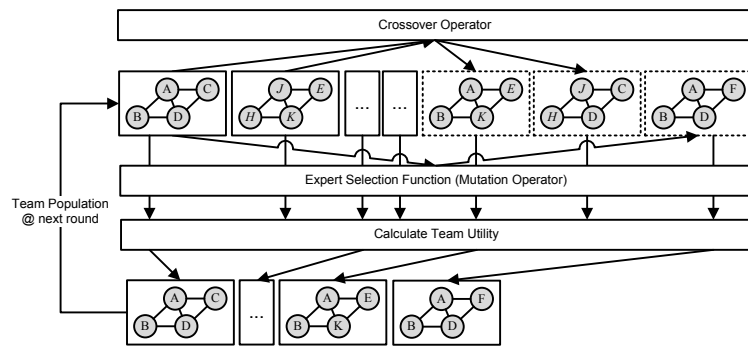 Crossover Operator
A C
B D
J E
H K
...
...
A E
B K
J C
H D
A F
B D
Expert Selection Function (Mutation Operator)
Team Population
@ next round
Calculate Team Utility
A C
B D
...
A E
B K
A F
B D